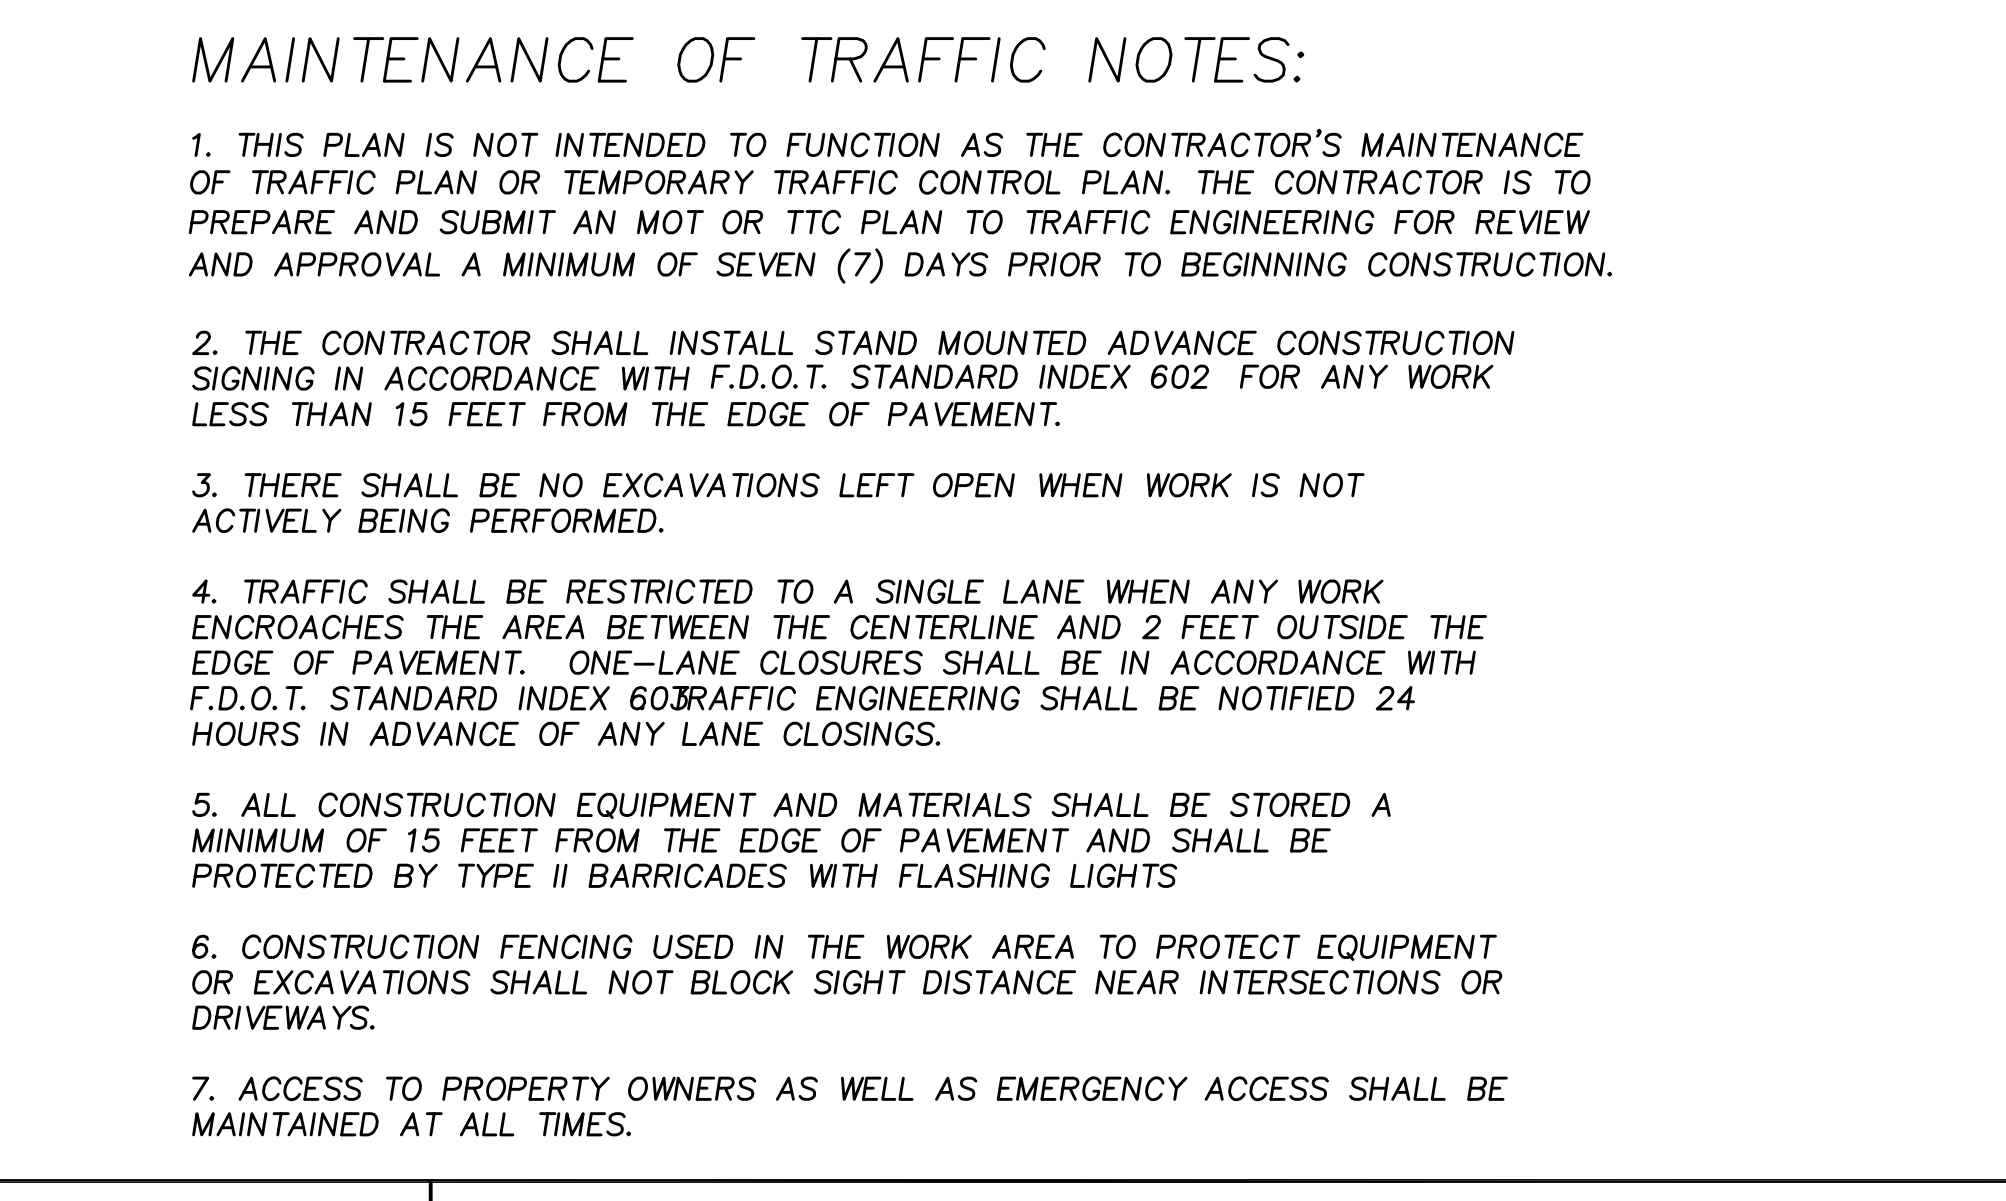 MAINTENANCE OF TRAFFIC NOTES:
1. THIS PLAN IS NOT INTENDED TO FUNCTION AS THE CONTRACTOR'S MAINTENANCE
OF TRAFFIC PLAN OR TEMPORARY TRAFFIC CONTROL PLAN. THE CONTRACTOR IS TO
PREPARE AND SUBMIT AN MOT OR TTC PLAN TO TRAFFIC ENGINEERING FOR REVIEW
AND APPROVAL A MINIMUM OF SEVEN (7) DAYS PRIOR TO BEGINNING CONSTRUCTION.
2. THE CONTRACTOR SHALL INSTALL STAND MOUNTED ADVANCE CONSTRUCTION
SIGNING IN ACCORDANCE WITH F.D.O.T. STANDARD INDEX 602 FOR ANY WORK
LESS THAN 15 FEET FROM THE EDGE OF PAVEMENT.
3. THERE SHALL BE NO EXCAVATIONS LEFT OPEN WHEN WORK IS NOT
ACTIVELY BEING PERFORMED.
4. TRAFFIC SHALL BE RESTRICTED TO A SINGLE LANE WHEN ANY WORK
ENCROACHES THE AREA BETWEEN THE CENTERLINE AND 2 FEET OUTSIDE THE
EDGE OF PAVEMENT. ONE-LANE CLOSURES SHALL BE IN ACCORDANCE WITH
F.D.O.T. STANDARD INDEX 603 TRAFFIC ENGINEERING SHALL BE NOTIFIED 24
HOURS IN ADVANCE OF ANY LANE CLOSINGS.
5. ALL CONSTRUCTION EQUIPMENT AND MATERIALS SHALL BE STORED A
MINIMUM OF 15 FEET FROM THE EDGE OF PAVEMENT AND SHALL BE
PROTECTED BY TYPE II BARRICADES WITH FLASHING LIGHTS
6. CONSTRUCTION FENCING USED IN THE WORK AREA TO PROTECT EQUIPMENT
OR EXCAVATIONS SHALL NOT BLOCK SIGHT DISTANCE NEAR INTERSECTIONS OR
DRIVEWAYS.
7. ACCESS TO PROPERTY OWNERS AS WELL AS EMERGENCY ACCESS SHALL BE
MAINTAINED AT ALL TIMES.